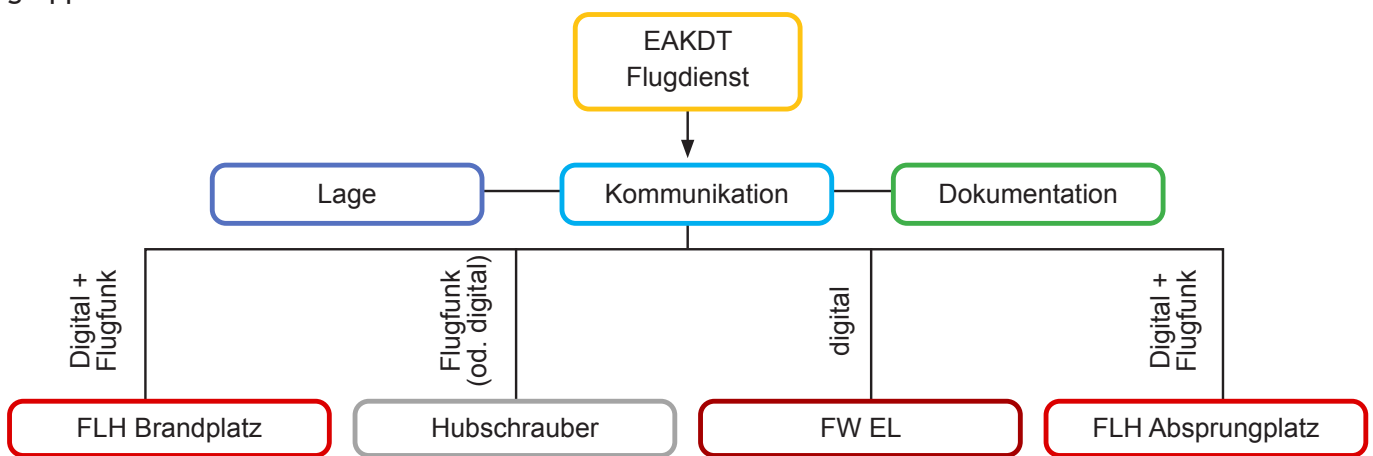 EAKDT
Flugdienst
Lage
Kommunikation
Dokumentation
Digital +
Flugfunk
Flugfunk
(od. digital)
digital
Digital +
Flugfunk
FLH Brandplatz
Hubschrauber
FW EL
FLH Absprungplatz